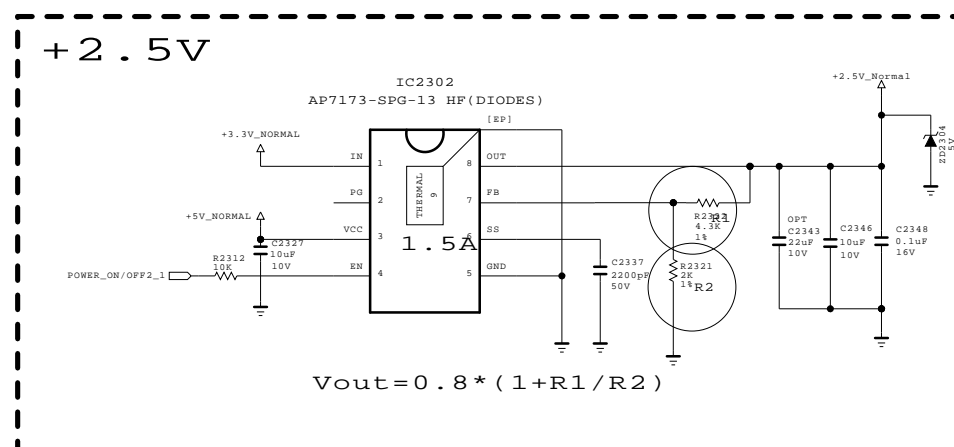 +2.5V
IC2302
AP7173-SPG-13 HF(DIODES)
[EP]
+3.3V_NORMAL
IN
1
PG
2
+5V_NORMAL
VCC
3
C2327
10uF
10V
POWER_ON/OFF2_1
R2312
10K
EN
4
THERMAL
9
1.5A
8
OUT
7
FB
6
SS
5
GND
C2337
2200pF
50V
R2322
4.3K
1%
R1
R2321
2K
1%
R2
OPT
C2343
22uF
10V
C2346
10uF
10V
C2348
0.1uF
16V
+2.5V_Normal
ZD2304
5V
Vout=0.8*(1+R1/R2)